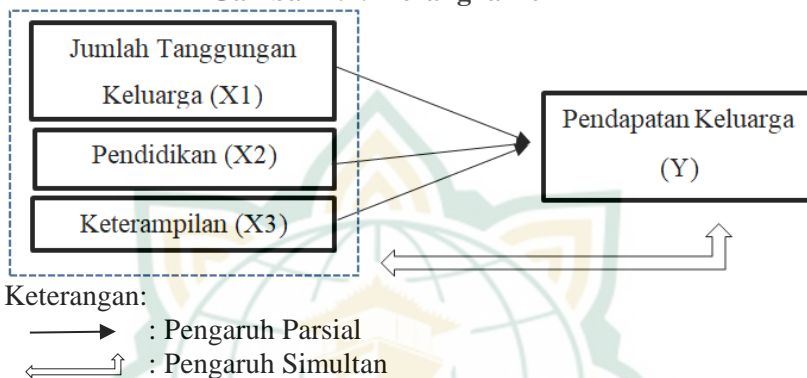 Jumlah Tanggungan
Keluarga (X1)
Pendidikan (X2)
Keterampilan (X3)
Pendapatan Keluarga
(Y)
Keterangan:
: Pengaruh Parsial
: Pengaruh Simultan